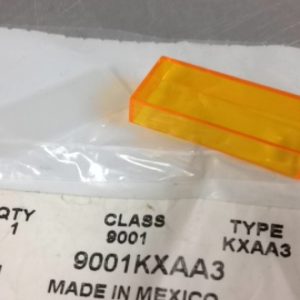 QTY CLASS TYPE
1 9001 KXAA3
9001KXAA3
MADE IN MEXICO